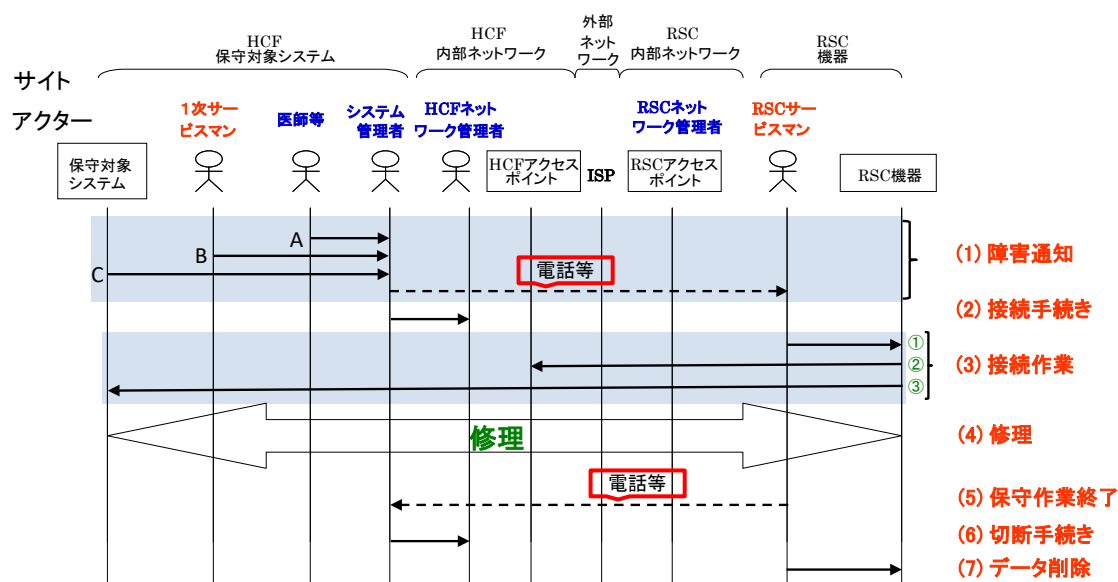 HCF
保守対象システム
HCF
内部ネットワーク
外部
ネット
ワーク
RSC
内部ネットワーク
RSC
機器
サイト
アクター
1次サー
ビスマン
医師等
システム
管理者
HCFネット
ワーク管理者
RSCネット
ワーク管理者
RSCサー
ビスマン
保守対象
システム
HCFアクセス
ポイント
ISP
RSCアクセス
ポイント
RSC機器
A
B
C
電話等
(1) 障害通知
(2) 接続手続き
①
②
③
(3) 接続作業
修理
(4) 修理
電話等
(5) 保守作業終了
(6) 切断手続き
(7) データ削除